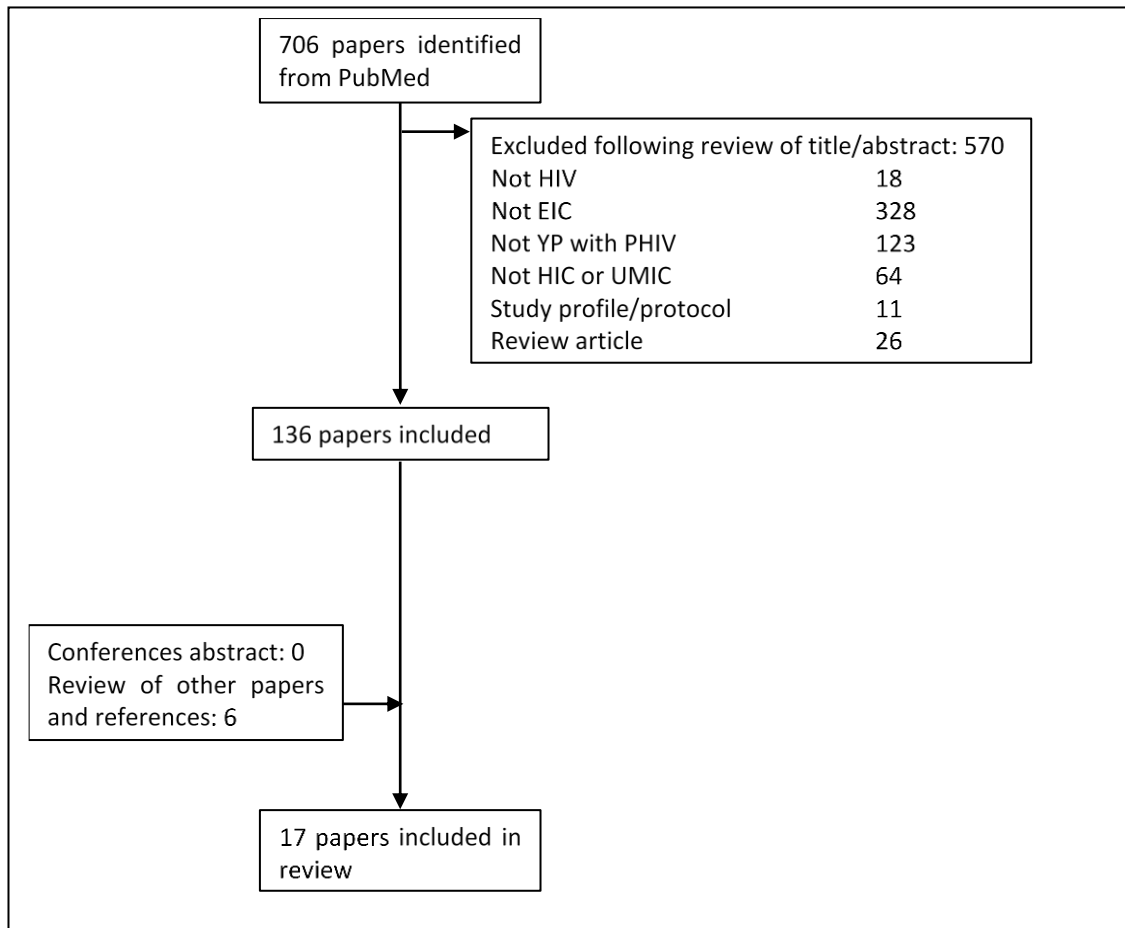 706 papers identified
from PubMed
Excluded following review of title/abstract: 570
Not HIV 18
Not EIC 328
Not YP with PHIV 123
Not HIC or UMIC 64
Study profile/protocol 11
Review article 26
136 papers included
Conferences abstract: 0
Review of other papers
and references: 6
17 papers included in
review